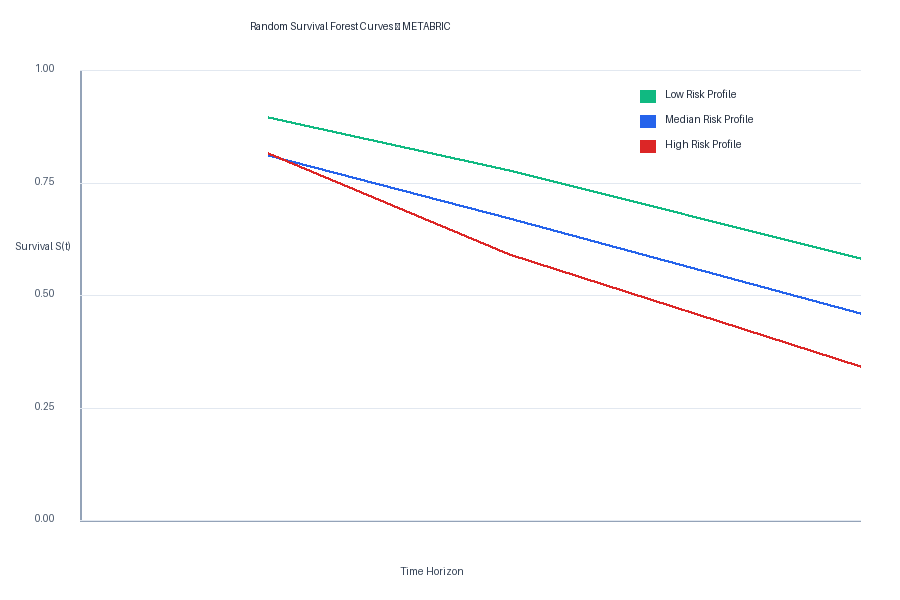 Random Survival Forest Curves ▯ METABRIC
1.00
Low Risk Profile
Median Risk Profile
High Risk Profile
0.75
Survival S(t)
0.50
0.25
0.00
Time Horizon